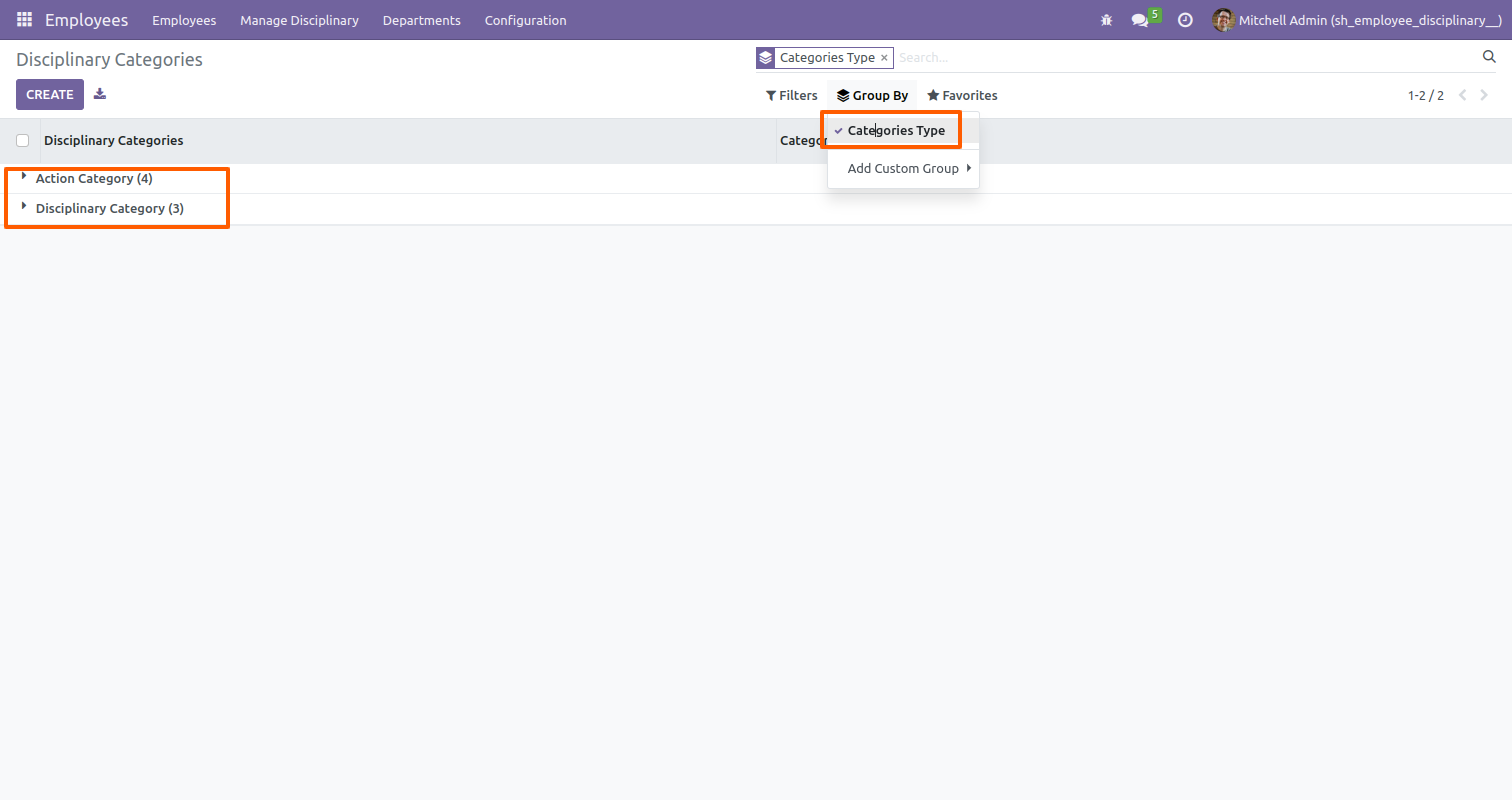 Employees Employees Manage Disciplinary Departments Configuration 5 Mitchell Admin (sh_employee_disciplinary__)
Disciplinary Categories
Categories Type × Search...
CREATE
Filters Group By Favorites 1-2 / 2
Disciplinary Categories Catego
Categories Type
Add Custom Group
Action Category (4)
Disciplinary Category (3)